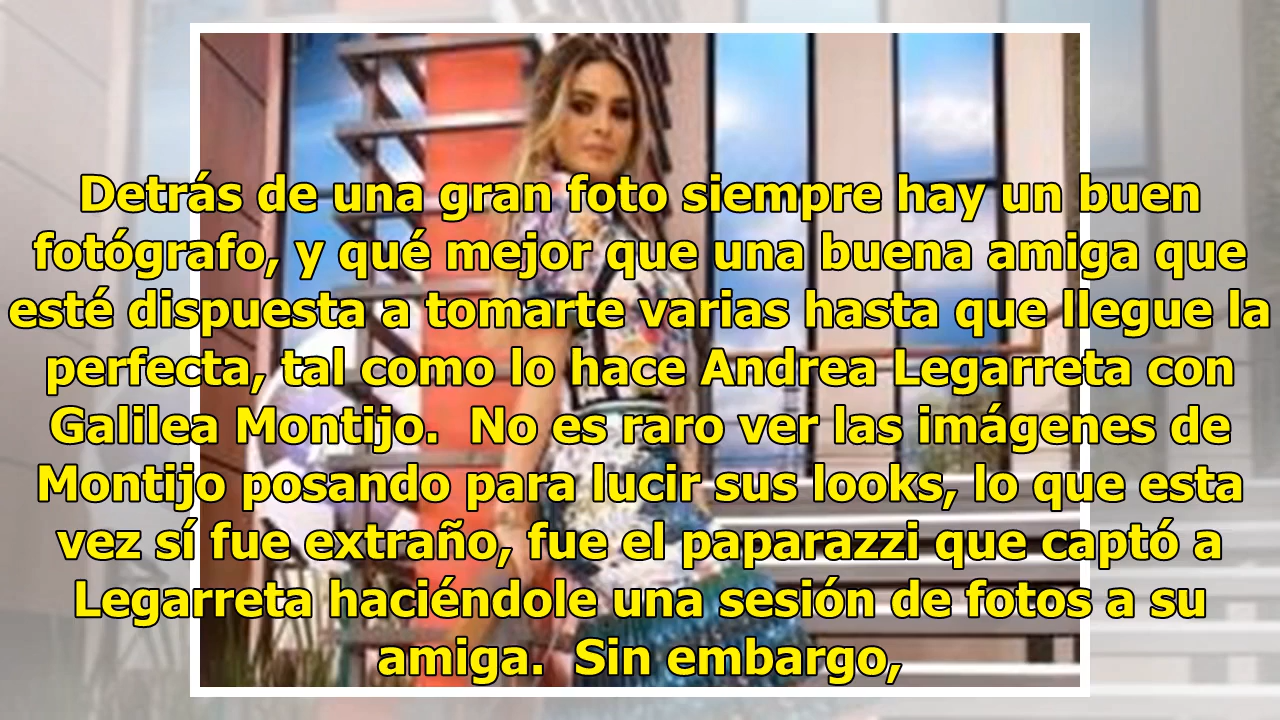 Detrás de una gran foto siempre hay un buen
fotógrafo, y qué mejor que una buena amiga que
esté dispuesta a tomarte varias hasta que llegue la
perfecta, tal como lo hace Andrea Legarreta con
Galilea Montijo.  No es raro ver las imágenes de
Montijo posando para lucir sus looks, lo que esta
vez sí fue extraño, fue el paparazzi que captó a
Legarreta haciéndole una sesión de fotos a su
amiga.  Sin embargo,